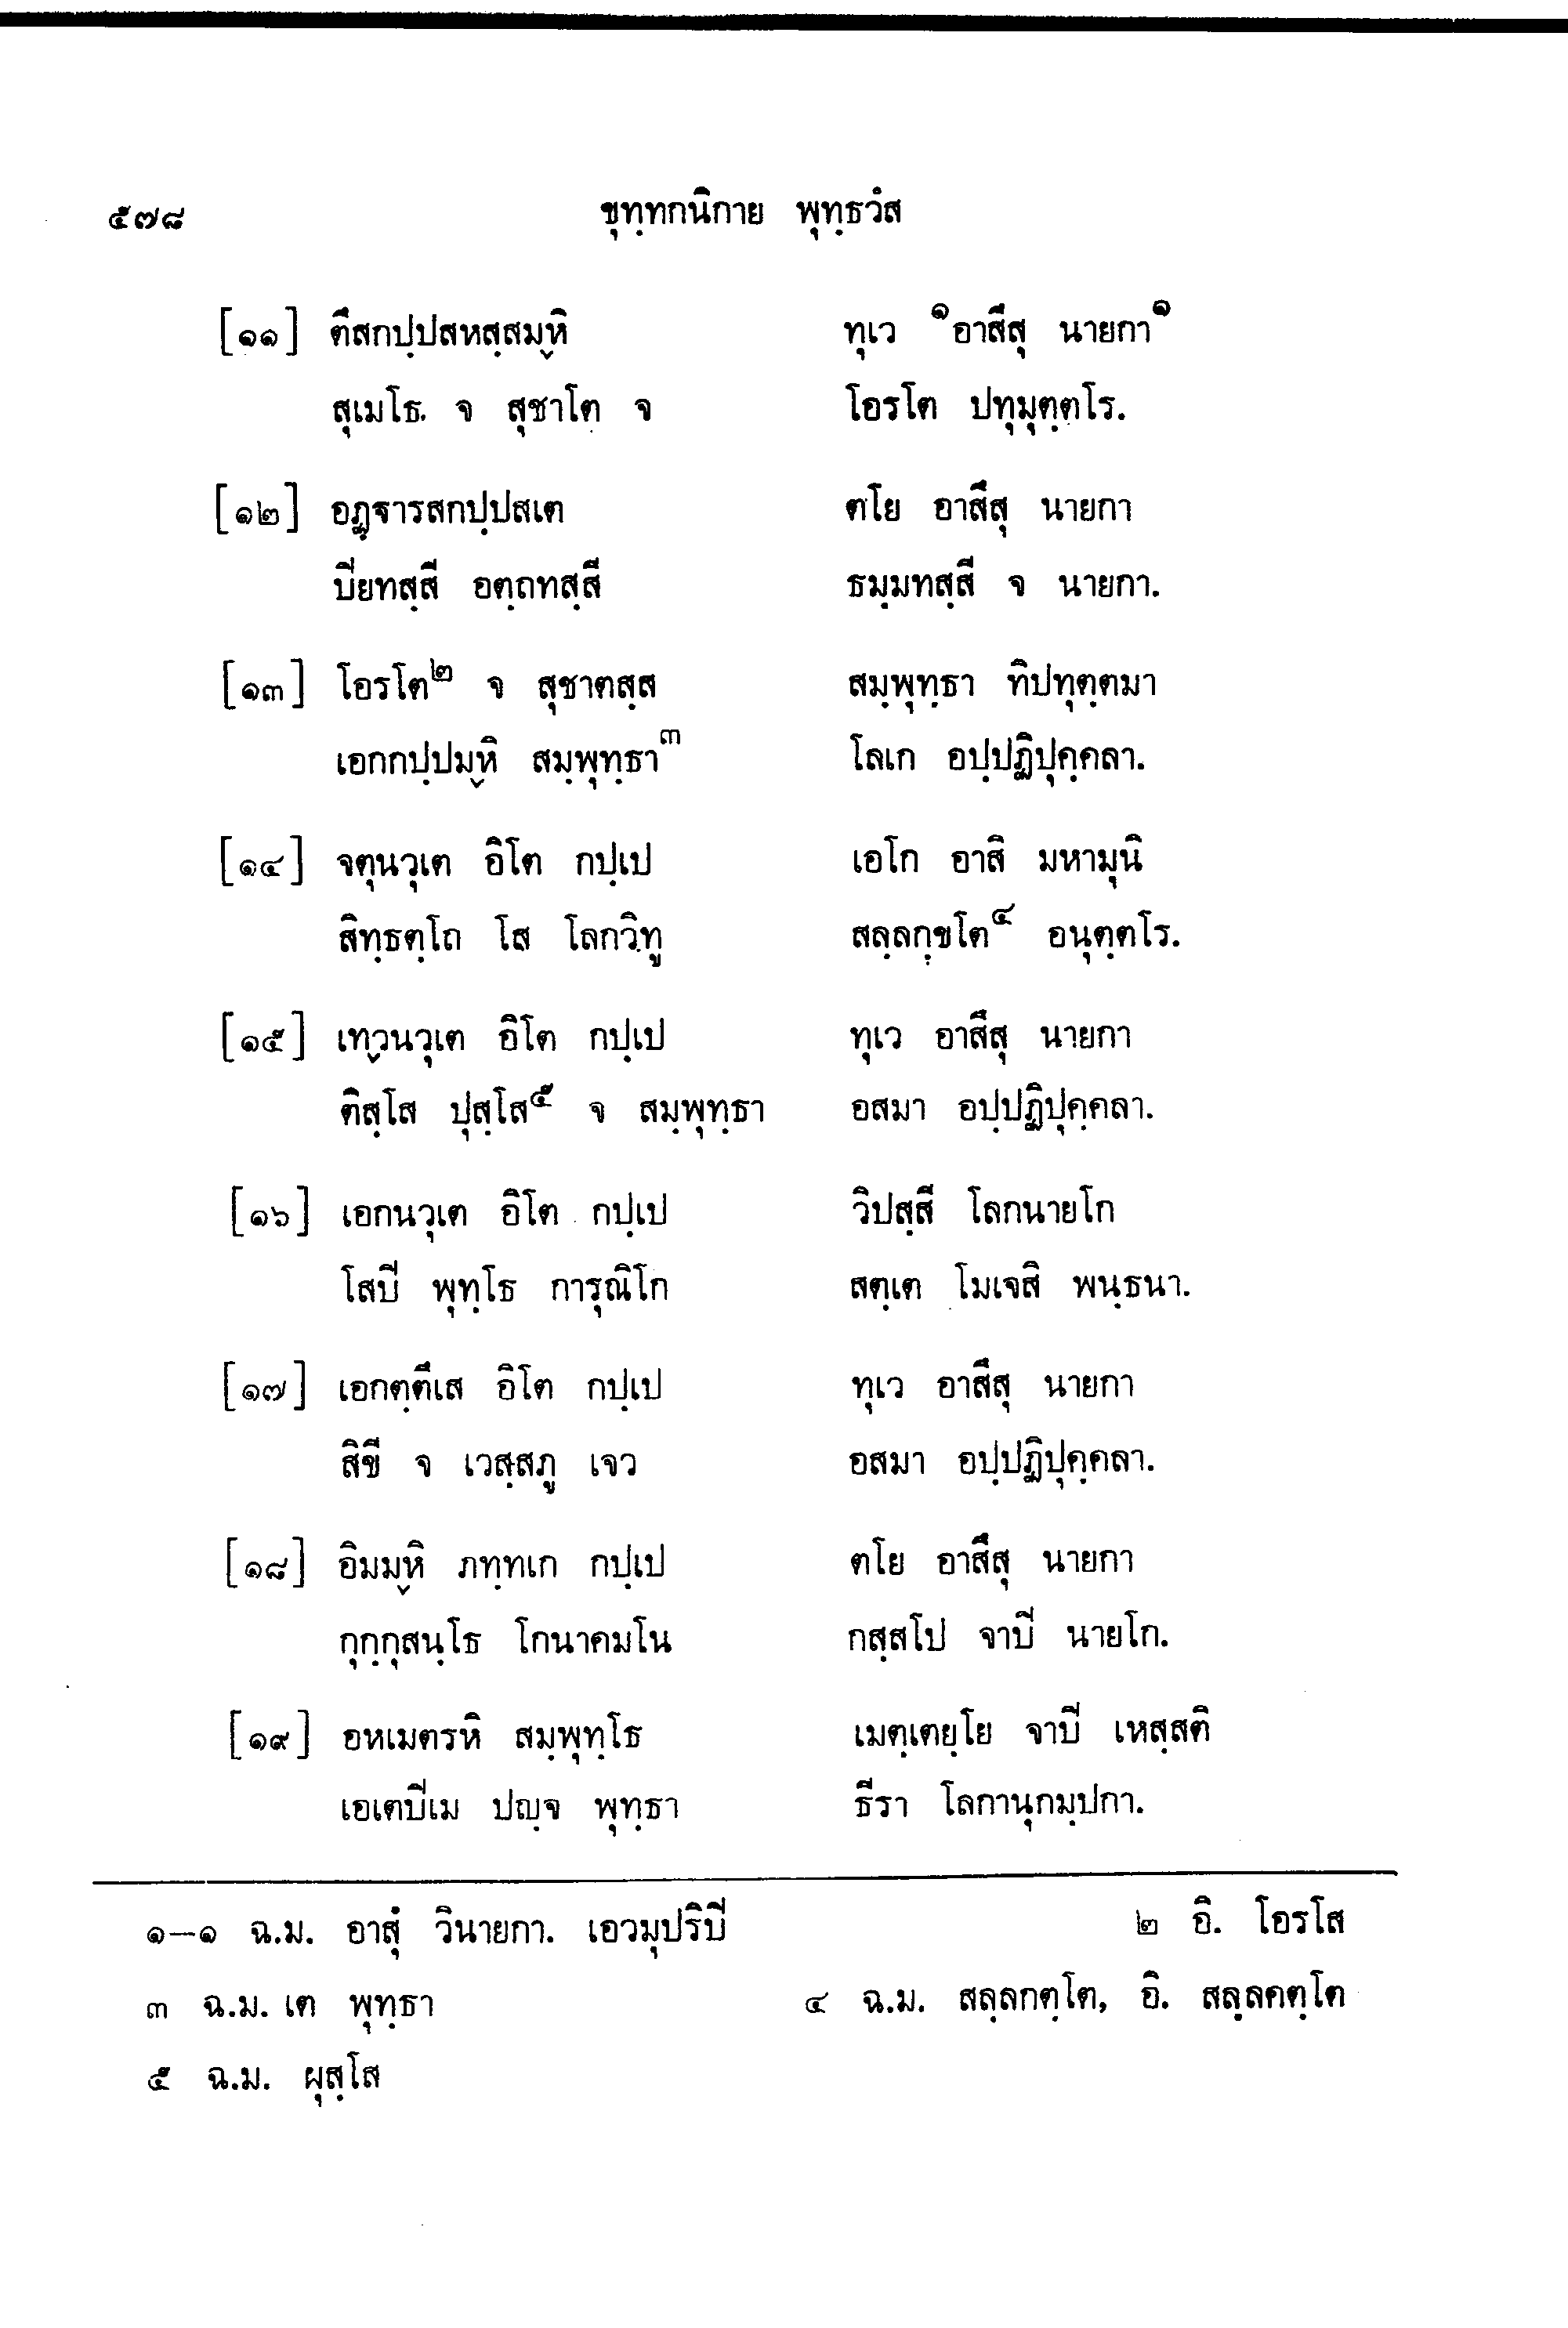 ๕๗๘ ขุทฺทกนิกาย พุทฺธวํส
[๑๑] ตึสกปฺปสหสฺสมฺหิ ทุเว ๑อาสึสุ นายกา๑
สุเมโธ จ สุชาโต จ โอรโต ปทุมุตฺตโร.
[๑๒] อฏฺฐารสกปฺปสเต ตโย อาสึสุ นายกา
ปิยทสฺสี อตฺถทสฺสี ธมฺมทสฺสี จ นายกา.
[๑๓] โอรโต๒ จ สุชาตสฺส สมฺพุทฺธา ทิปทุตฺตมา
เอกกปฺปมฺหิ สมฺพุทฺธา๓ โลเก อปฺปฏิปุคฺคลา.
[๑๔] จตุนวุเต อิโต กปฺเป เอโก อาสิ มหามุนิ
สิทฺธตฺโถ โส โลกวิทู สลฺลกฺขโต๔ อนุตฺตโร.
[๑๕] เทฺวนวุเต อิโต กปฺเป ทุเว อาสึสุ นายกา
ติสฺโส ปุสฺโส๕ จ สมฺพุทฺธา อสมา อปฺปฏิปุคฺคลา.
[๑๖] เอกนวุเต อิโต กปฺเป วิปสฺสี โลกนายโก
โสปิ พุทฺโธ การุณิโก สตฺเต โมเจสิ พนฺธนา.
[๑๗] เอกตฺตึเส อิโต กปฺเป ทุเว อาสึสุ นายกา
สิขี จ เวสฺสภู เจว อสมา อปฺปฏิปุคฺคลา.
[๑๘] อิมมฺหิ ภทฺทเก กปฺเป ตโย อาสึสุ นายกา
กุกฺกุสนฺโธ โกนาคมโน กสฺสโป จาปิ นายโก.
[๑๙] อหเมตรหิ สมฺพุทฺโธ เมตฺเตยฺโย จาปิ เหสฺสติ
เอเตปิเม ปญฺจ พุทฺธา ธีรา โลกานุกมฺปกา.
๑–๑ ฉ.ม. อาสุํ วินายกา. เอวมุปริปิ ๒ อิ. โอรโส
๓ ฉ.ม. เต พุทฺธา ๔ ฉ.ม. สลฺลกตฺโต, อิ. สลฺลคตฺโต
๕ ฉ.ม. ผุสฺโส